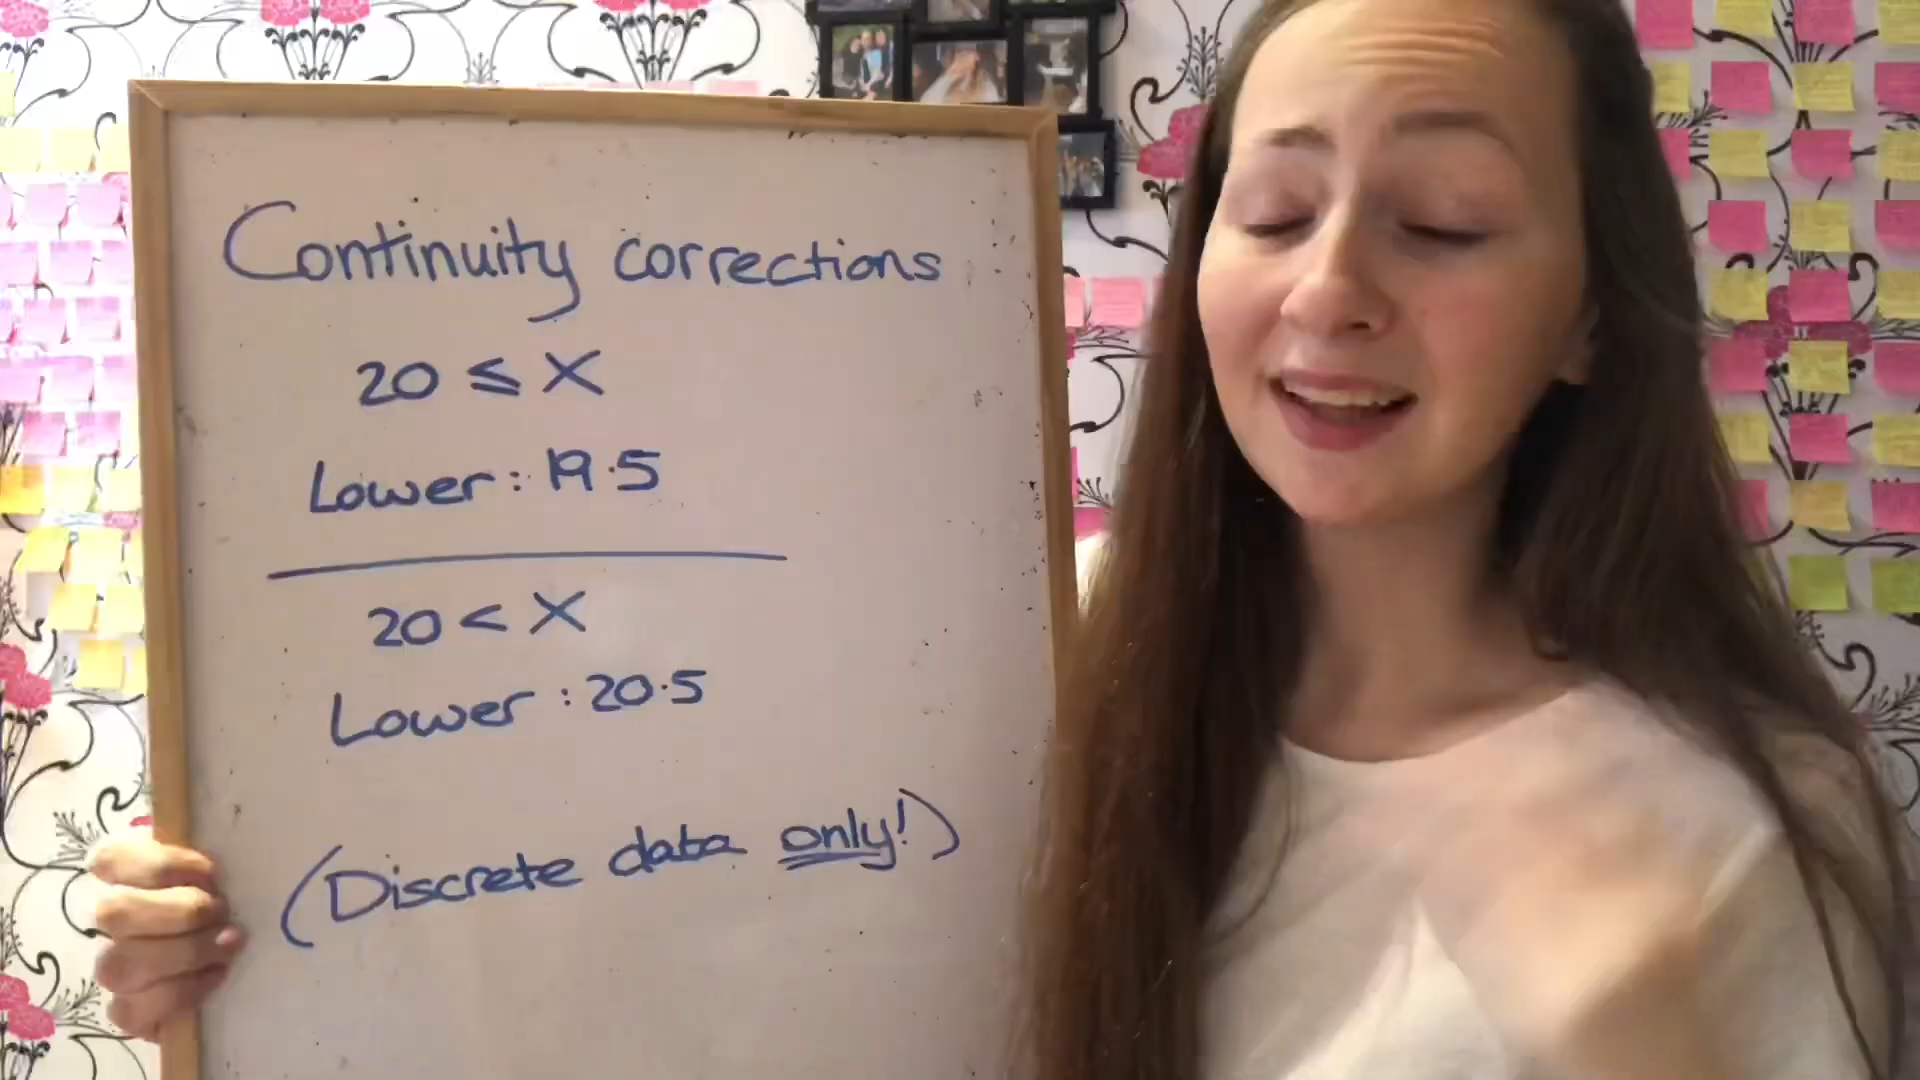 Continuity corrections
20 ≤ X
Lower: 19.5
20 < X
Lower: 20.5
(Discrete data only!)